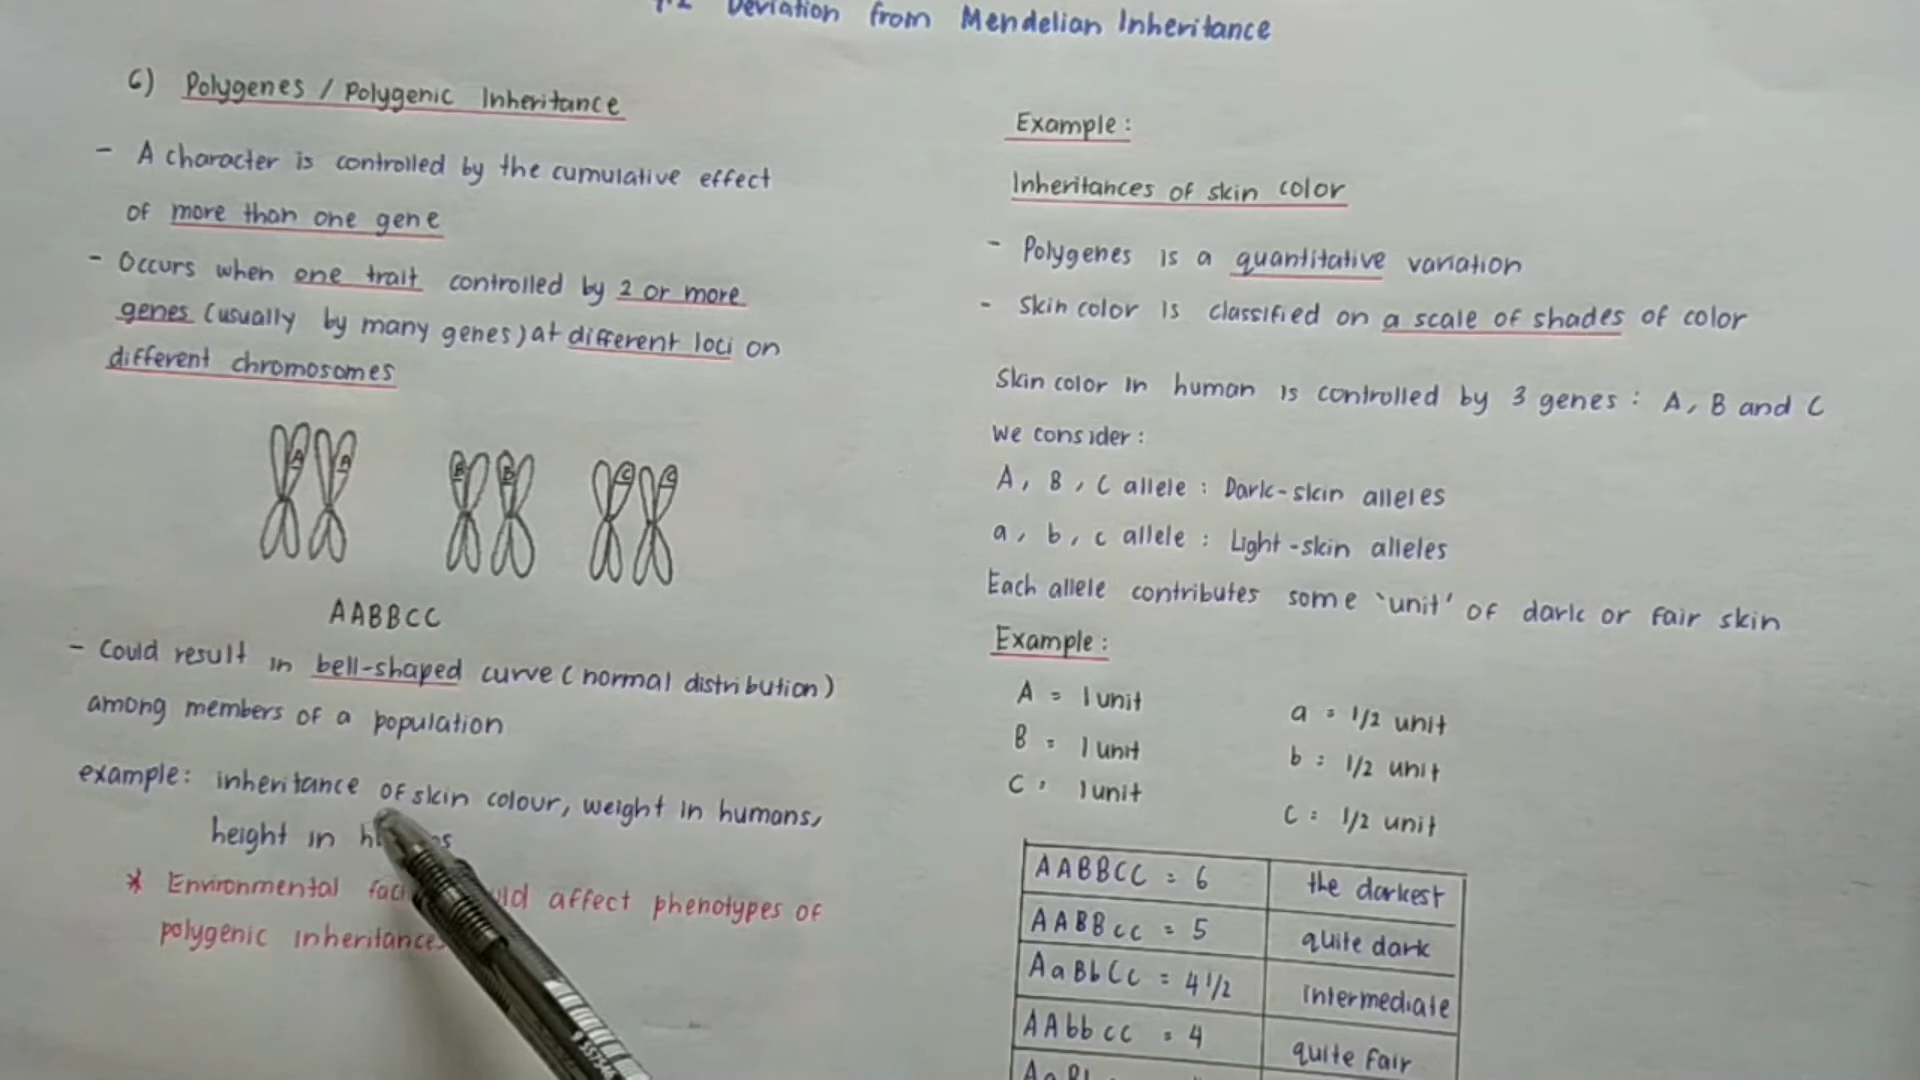 Deviation from Mendelian Inheritance
c) Polygenes / Polygenic Inheritance
- A character is controlled by the cumulative effect
of more than one gene
- Occurs when one trait controlled by 2 or more
genes (usually by many genes) at different loci on
different chromosomes
A A B B C C
AABBCC
- Could result in bell-shaped curve (normal distribution)
among members of a population
example: inheritance of skin colour, weight in humans,
height in
* Environmental affect phenotypes of
polygenic inheritances
Example:
Inheritances of skin color
- Polygenes is a quantitative variation
- Skin color is classified on a scale of shades of color
Skin color in human is controlled by 3 genes: A, B and C
We consider:
A, B, C allele : Dark-skin alleles
a, b, c allele : Light-skin alleles
Each allele contributes some 'unit' of dark or fair skin
Example:
A = 1 unit a = 1/2 unit
B = 1 unit b = 1/2 unit
C = 1 unit c = 1/2 unit
AABBCC = 6 the darkest
AABBcc = 5 quite dark
AaBbCc = 4 1/2 Intermediate
AAbbcc = 4 quite fair